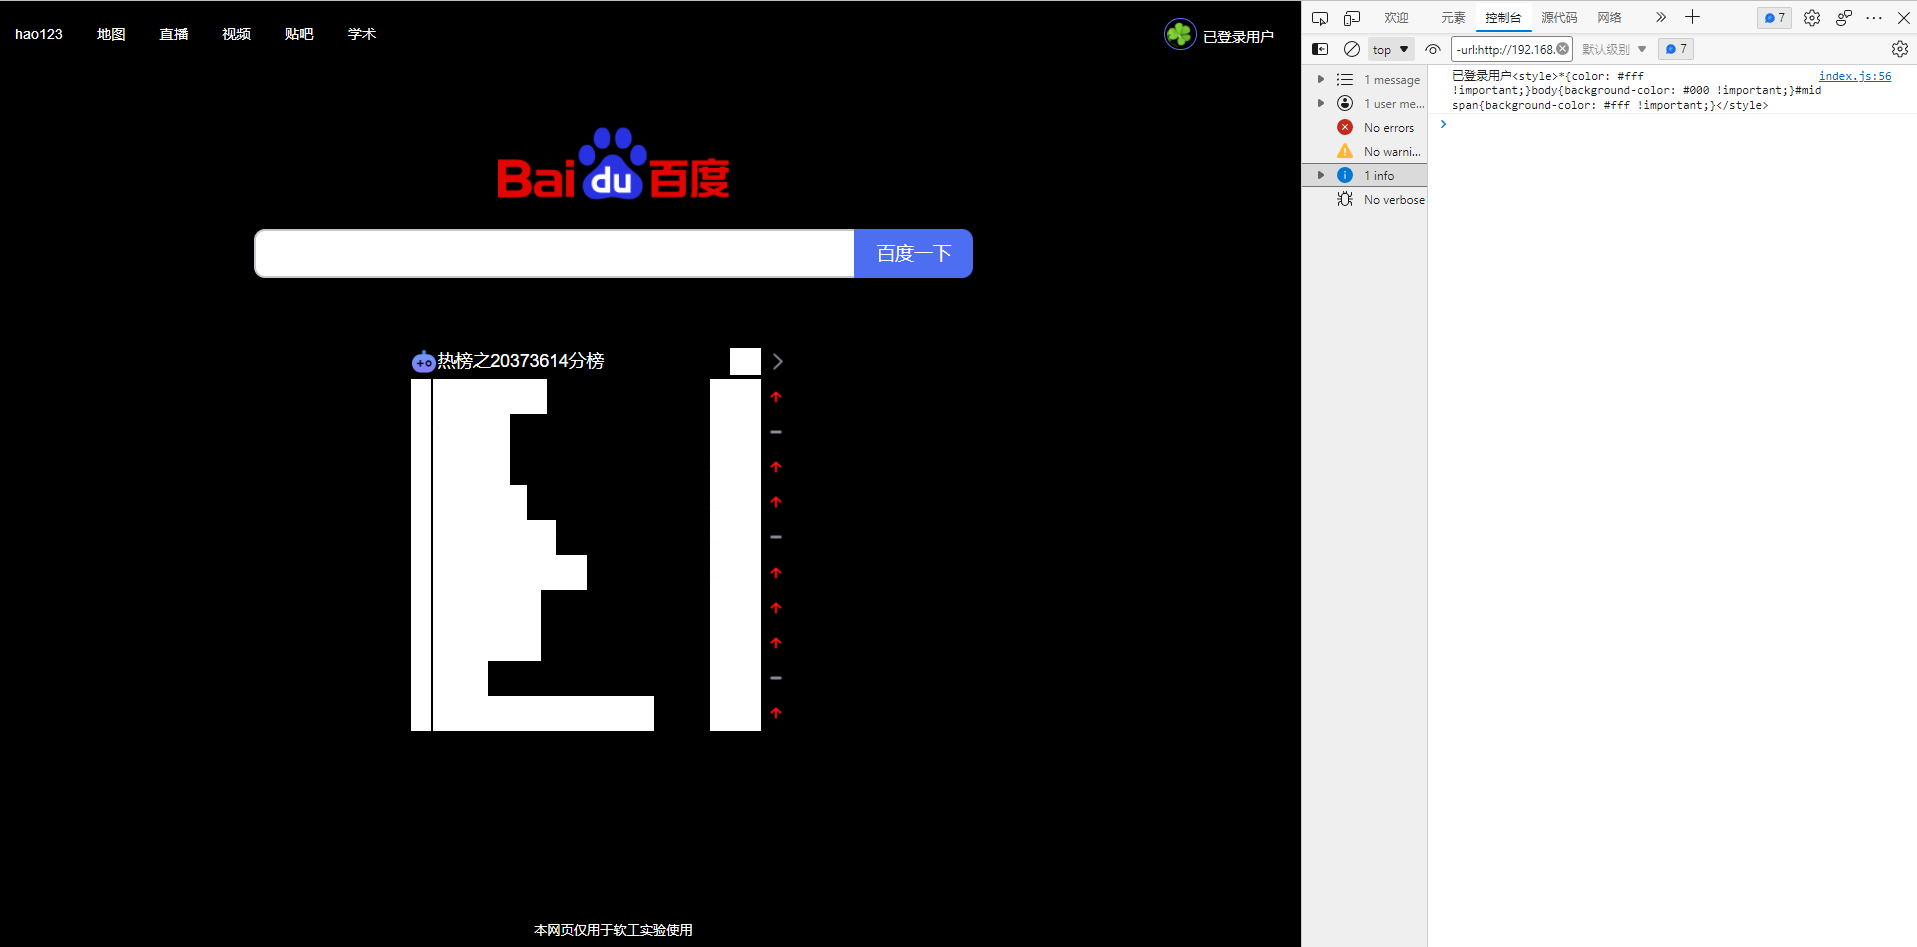 hao123 地图 直播 视频 贴吧 学术
已登录用户
Bai du 百度
百度一下
热榜之20373614分榜
本网页仅用于软工实验使用
欢迎 元素 控制台 源代码 网络 7
top -url:http://192.168. 默认级别 7
1 message
1 user me...
No errors
No warni...
1 info
No verbose
已登录用户<style>*{color: #fff index.js:56
!important;}body{background-color: #000 !important;}#mid
span{background-color: #fff !important;}</style>